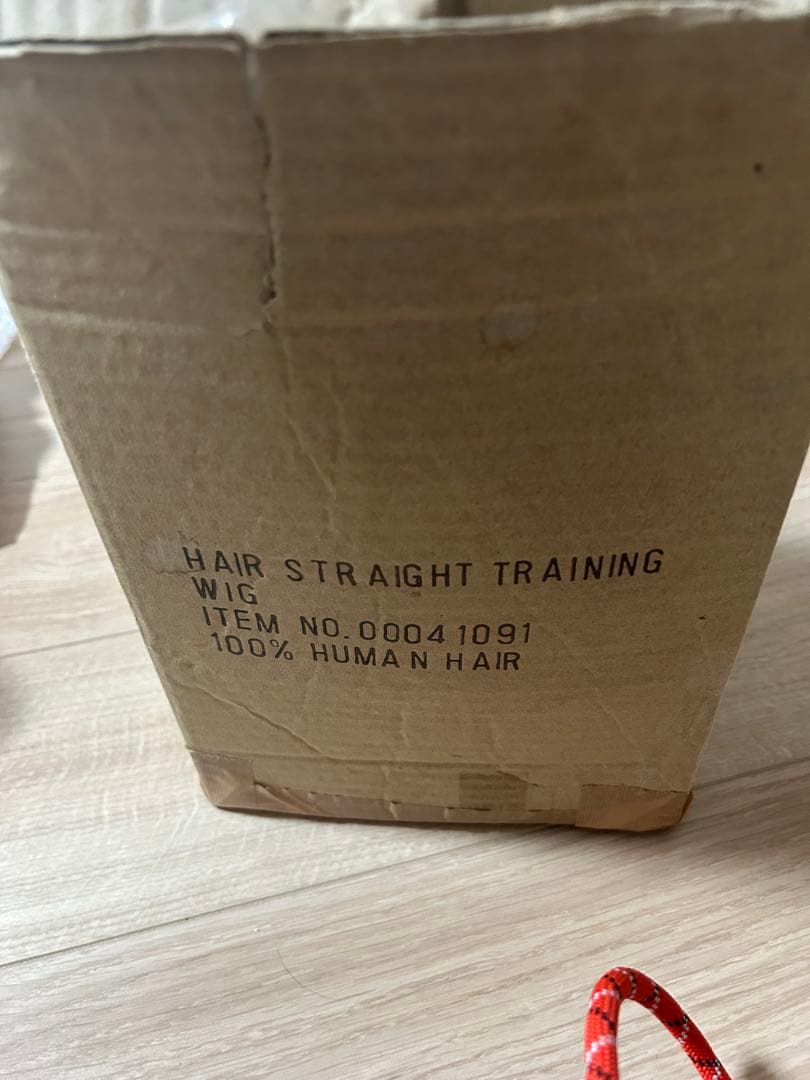 HAIR STRAIGHT TRAINING
WIG
ITEM NO.00041091
100% HUMAN HAIR